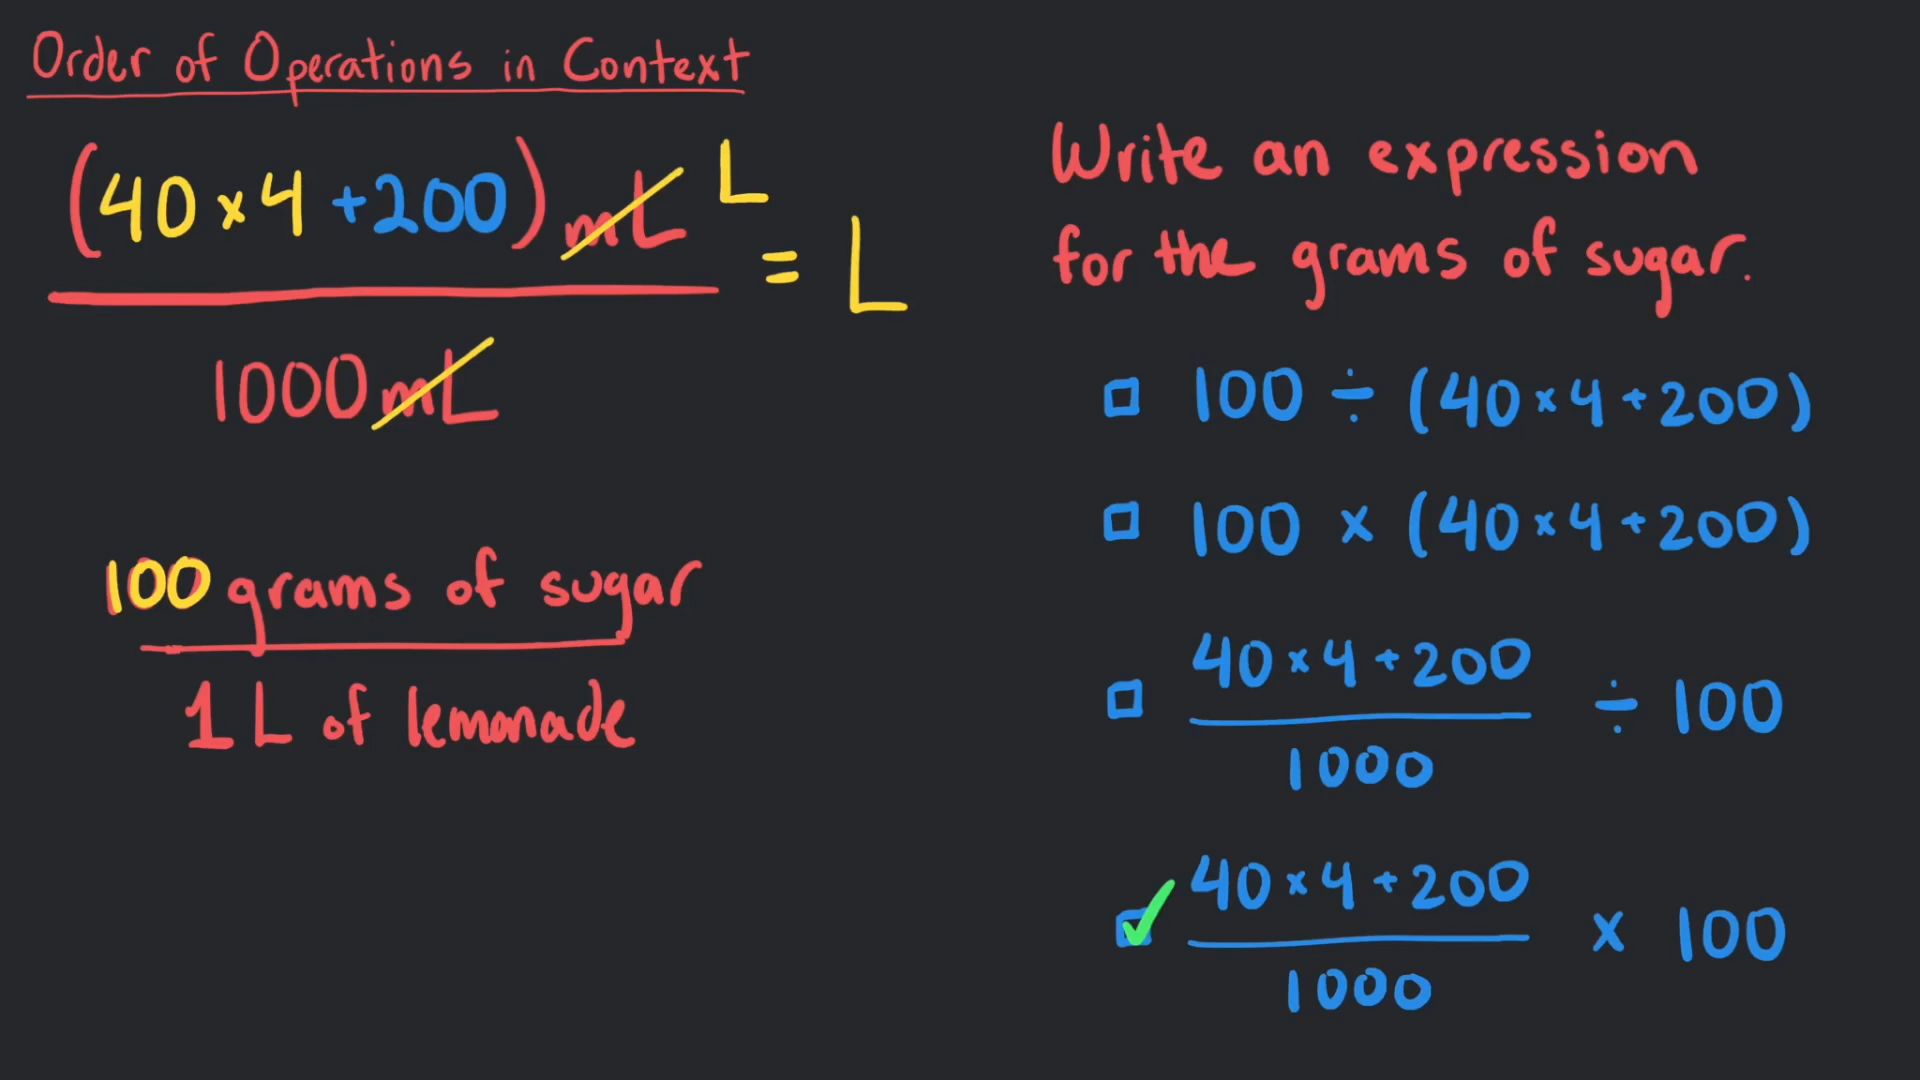 Order of Operations in Context
(40 x 4 + 200) mL L
= L
1000 mL
100 grams of sugar
1 L of lemonade
Write an expression
for the grams of sugar.
100 ÷ (40 x 4 + 200)
100 x (40 x 4 + 200)
40 x 4 + 200
÷ 100
1000
40 x 4 + 200
x 100
1000